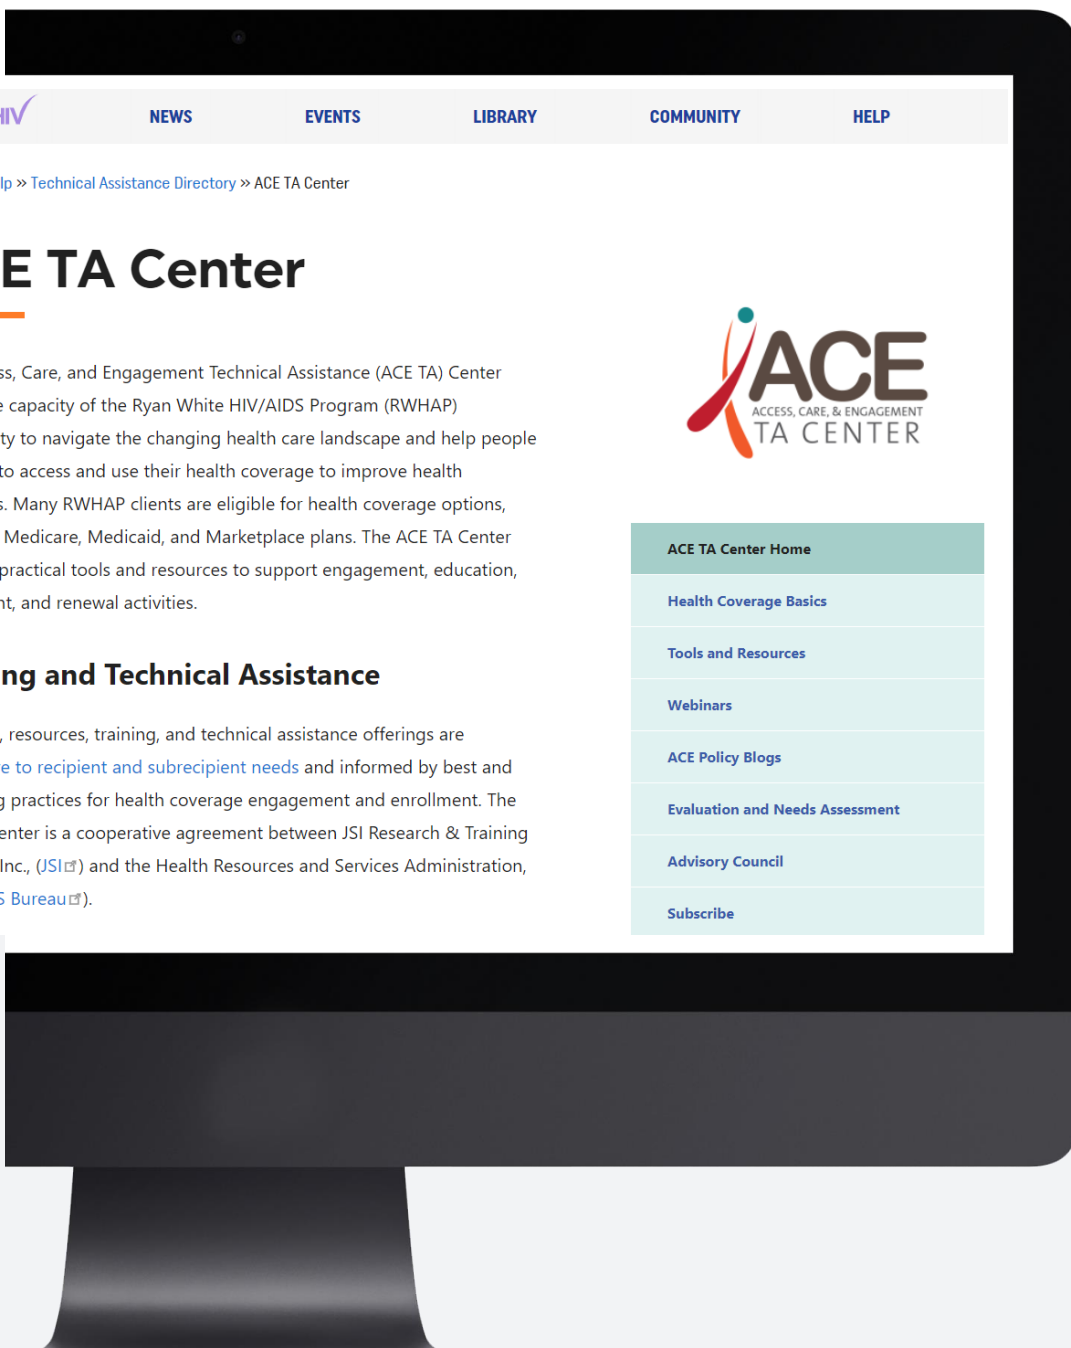 HIV
NEWS EVENTS LIBRARY COMMUNITY HELP
lp » Technical Assistance Directory » ACE TA Center
E TA Center
ss, Care, and Engagement Technical Assistance (ACE TA) Center
e capacity of the Ryan White HIV/AIDS Program (RWHAP)
ty to navigate the changing health care landscape and help people
to access and use their health coverage to improve health
s. Many RWHAP clients are eligible for health coverage options,
Medicare, Medicaid, and Marketplace plans. The ACE TA Center
practical tools and resources to support engagement, education,
nt, and renewal activities.
ng and Technical Assistance
, resources, training, and technical assistance offerings are
e to recipient and subrecipient needs and informed by best and
g practices for health coverage engagement and enrollment. The
enter is a cooperative agreement between JSI Research & Training
Inc., (JSI) and the Health Resources and Services Administration,
S Bureau).
ACE
ACCESS, CARE, & ENGAGEMENT
TA CENTER
ACE TA Center Home
Health Coverage Basics
Tools and Resources
Webinars
ACE Policy Blogs
Evaluation and Needs Assessment
Advisory Council
Subscribe